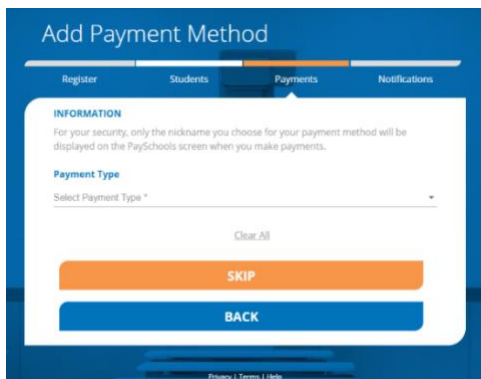 Add Payment Method
Register Students Payments Notifications
INFORMATION
For your security, only the nickname you choose for your payment method will be
displayed on the PaySchools screen when you make payments.
Payment Type
Select Payment Type *
Clear All
SKIP
BACK
Privacy | Terms | Help